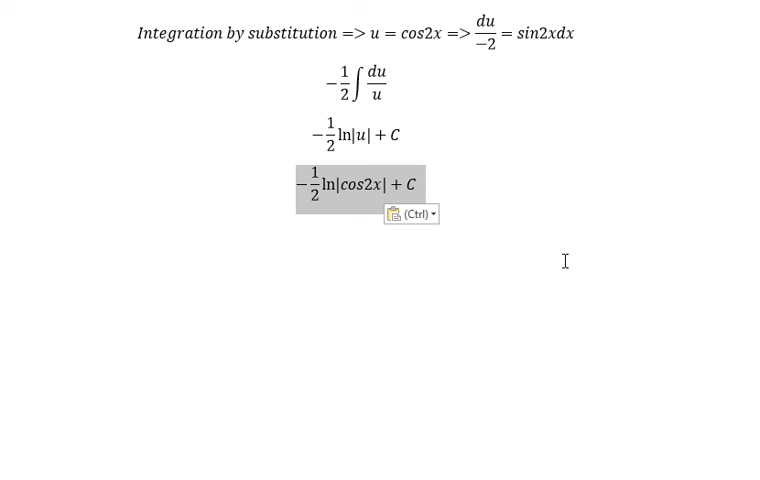 Integration by substitution => u = cos2x => du/-2 = sin2xdx
-1/2 ∫ du/u
-1/2 ln|u| + C
-1/2 ln|cos2x| + C
(Ctrl)